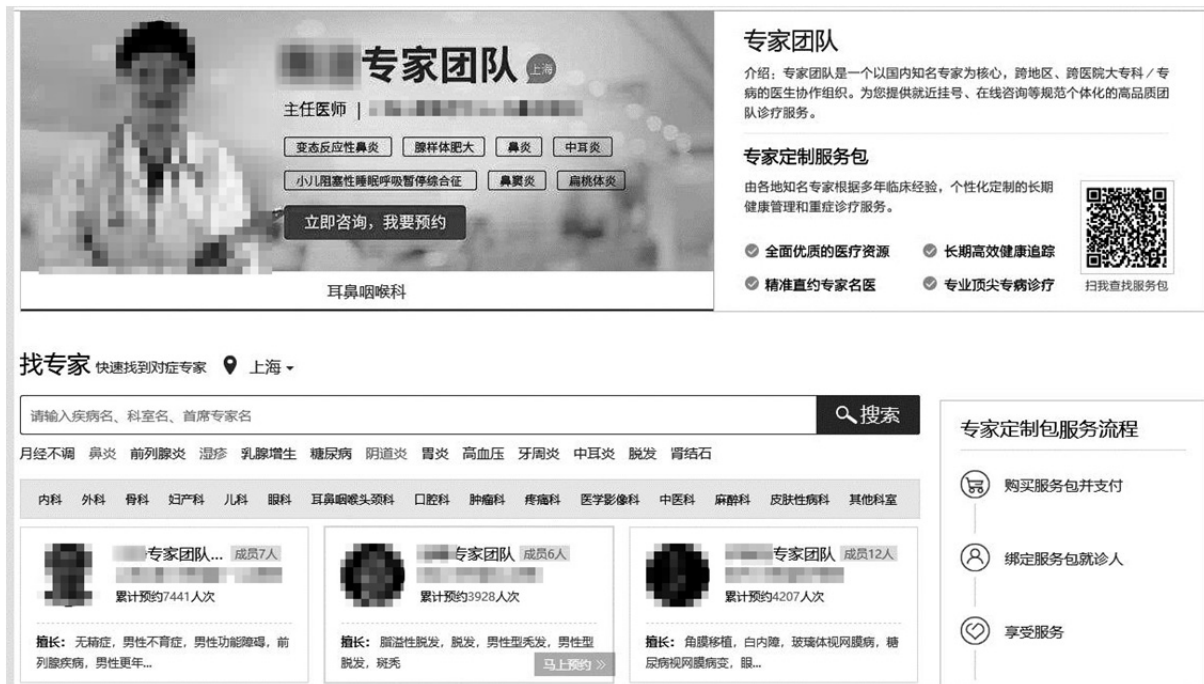 专家团队 上海
主任医师 |
变态反应性鼻炎 腺样体肥大 鼻炎 中耳炎
小儿阻塞性睡眠呼吸暂停综合征 鼻窦炎 扁桃体炎
立即咨询，我要预约
耳鼻咽喉科
专家团队
介绍：专家团队是一个以国内知名专家为核心，跨地区、跨医院大专科／专
病的医生协作组织。为您提供就近挂号、在线咨询等规范个体化的高品质团
队诊疗服务。
专家定制服务包
由各地知名专家根据多年临床经验，个性化定制的长期
健康管理和重症诊疗服务。
全面优质的医疗资源 长期高效健康追踪
精准直约专家名医 专业顶尖专病诊疗
扫我查找服务包
找专家 快速找到对症专家 上海
请输入疾病名、科室名、首席专家名 搜索
月经不调 鼻炎 前列腺炎 湿疹 乳腺增生 糖尿病 阴道炎 胃炎 高血压 牙周炎 中耳炎 脱发 肾结石
内科 外科 骨科 妇产科 儿科 眼科 耳鼻咽喉头颈科 口腔科 肿瘤科 疼痛科 医学影像科 中医科 麻醉科 皮肤性病科 其他科室
专家团队... 成员7人
累计预约7441人次
擅长：无精症，男性不育症，男性功能障碍，前
列腺疾病，男性更年...
专家团队 成员6人
累计预约3928人次
擅长：脂溢性脱发，脱发，男性型秃发，男性型
脱发，斑秃
马上预约 》
专家团队 成员12人
累计预约4207人次
擅长：角膜移植，白内障，玻璃体视网膜病，糖
尿病视网膜病变，眼...
专家定制包服务流程
购买服务包并支付
绑定服务包就诊人
享受服务